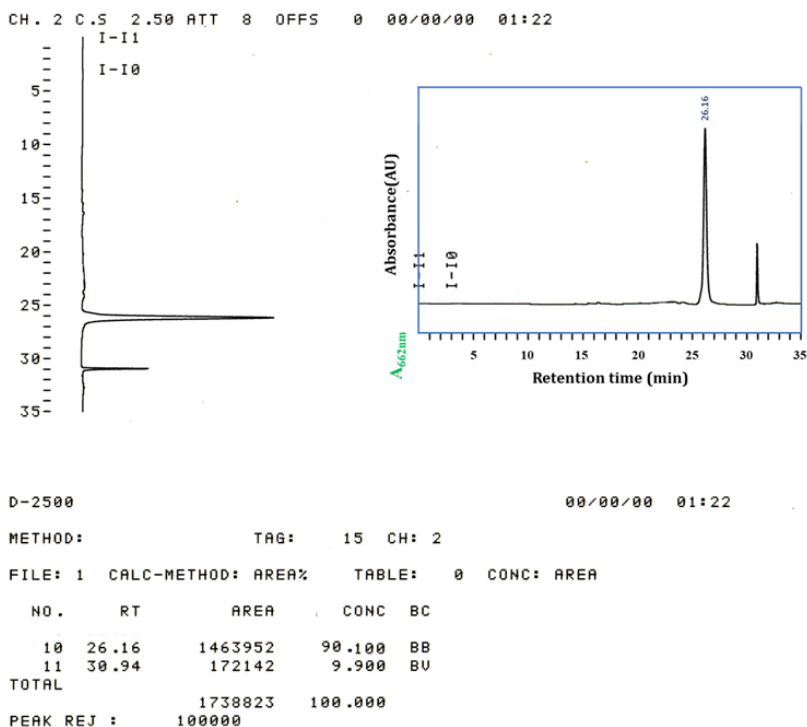 CH. 2 C.S 2.50 ATT 8 OFFS 0 00/00/00 01:22
I-I1
I-I0
5
10
15
20
25
30
35
26.16
Absorbance(AU)
I-I1
I-I0
A662nm
5 10 15 20 25 30 35
Retention time (min)
D-2500 00/00/00 01:22
METHOD: TAG: 15 CH: 2
FILE: 1 CALC-METHOD: AREA% TABLE: 0 CONC: AREA
NO. RT AREA CONC BC
10 26.16 1463952 90.100 BB
11 30.94 172142 9.900 BV
TOTAL
1738823 100.000
PEAK REJ : 100000